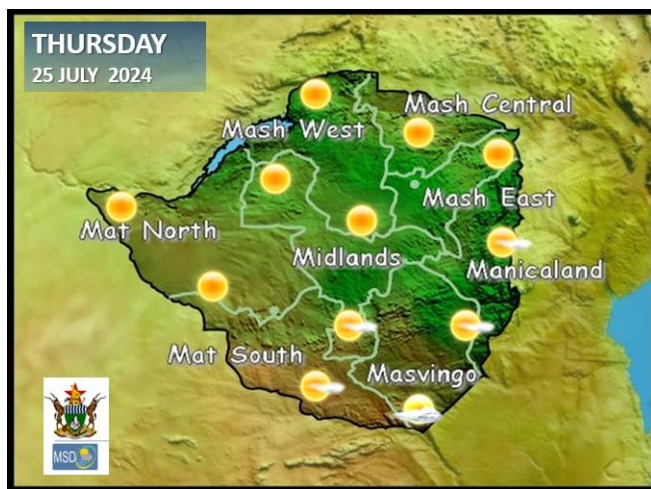 THURSDAY
25 JULY 2024
Mash Central
Mash West
Mash East
Mat North
Midlands
Manicaland
Mat South
Masvingo
MSD